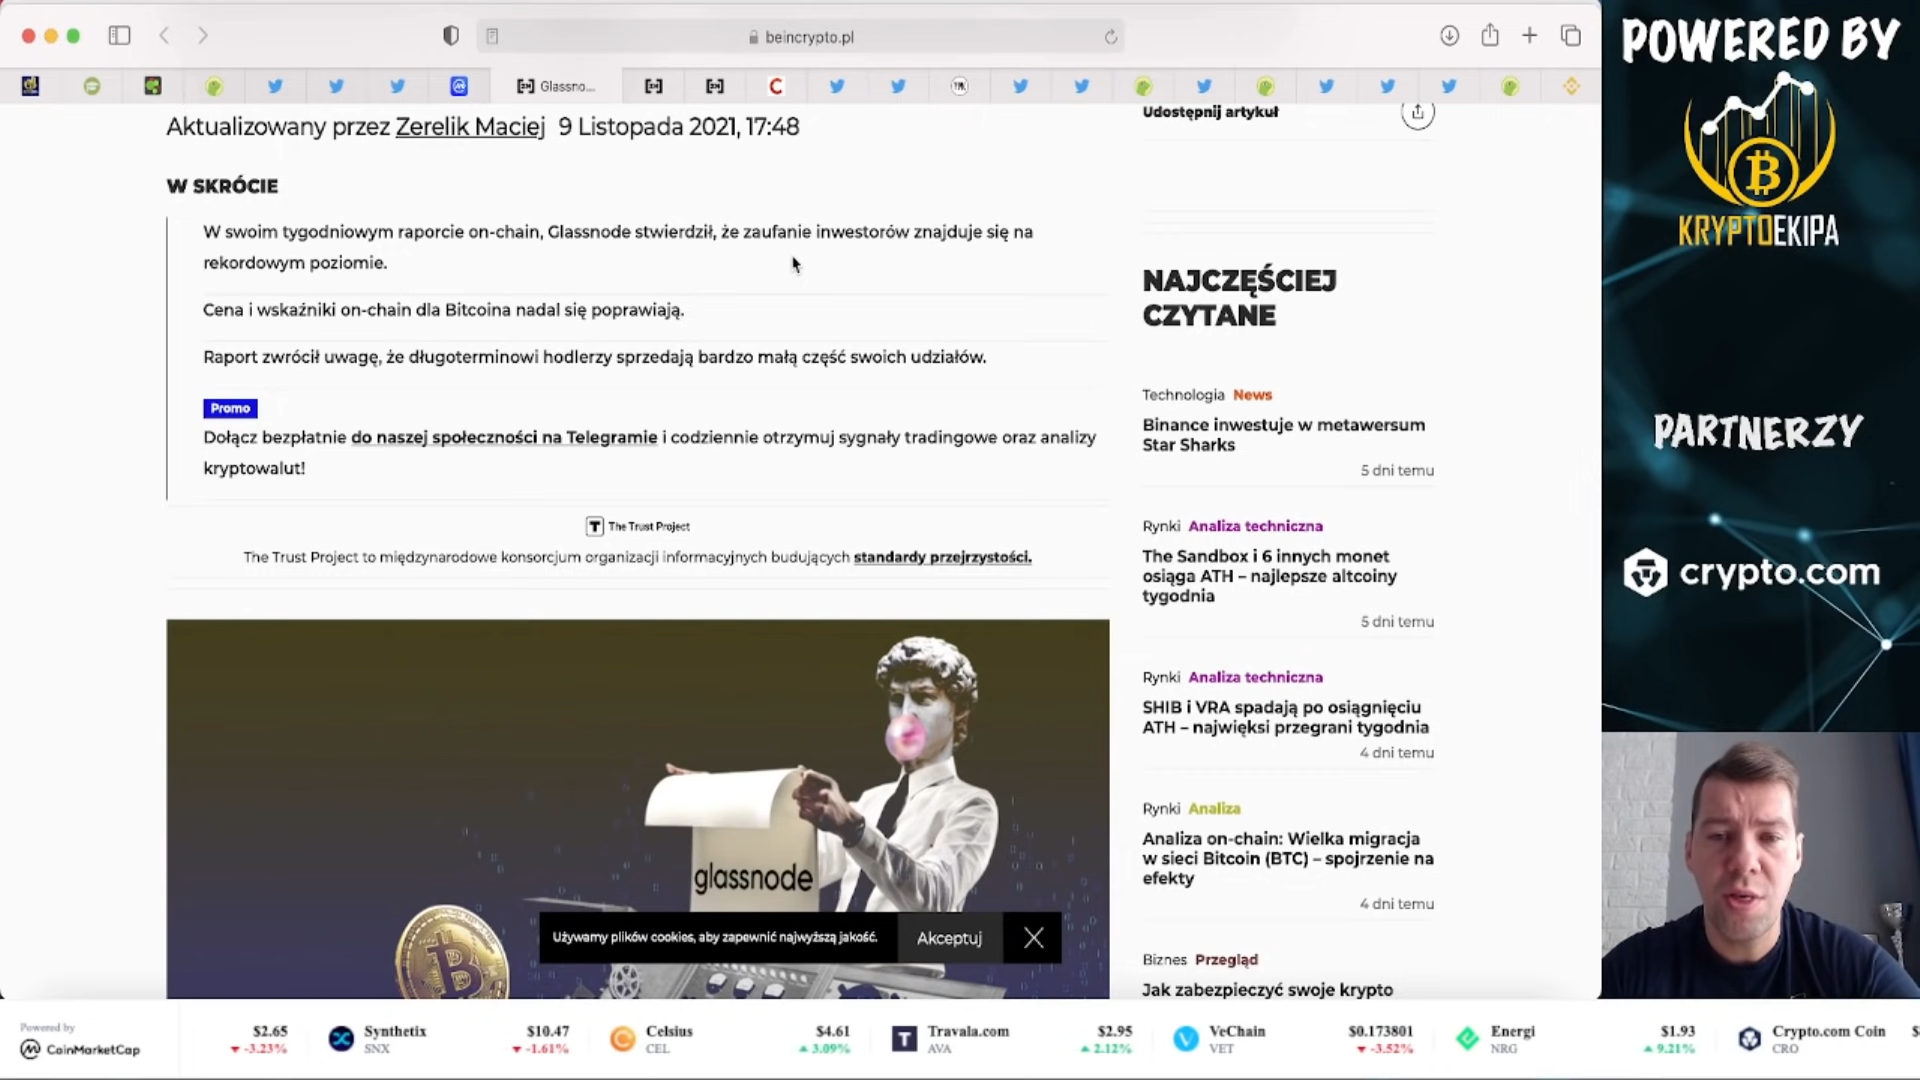 beincrypto.pl
Glassno...
Aktualizowany przez Zerelik Maciej 9 Listopada 2021, 17:48
W SKRÓCIE
W swoim tygodniowym raporcie on-chain, Glassnode stwierdził, że zaufanie inwestorów znajduje się na
rekordowym poziomie.
Cena i wskaźniki on-chain dla Bitcoina nadal się poprawiają.
Raport zwrócił uwagę, że długoterminowi hodlerzy sprzedają bardzo małą część swoich udziałów.
Promo
Dołącz bezpłatnie do naszej społeczności na Telegramie i codziennie otrzymuj sygnały tradingowe oraz analizy
kryptowalut!
The Trust Project
The Trust Project to międzynarodowe konsorcjum organizacji informacyjnych budujących standardy przejrzystości.
glassnode
Używamy plików cookies, aby zapewnić najwyższą jakość.
Akceptuj
Udostępnij artykuł
NAJCZĘŚCIEJ
CZYTANE
Technologia News
Binance inwestuje w metawersum
Star Sharks
5 dni temu
Rynki Analiza techniczna
The Sandbox i 6 innych monet
osiąga ATH – najlepsze altcoiny
tygodnia
5 dni temu
Rynki Analiza techniczna
SHIB i VRA spadają po osiągnięciu
ATH – najwięksi przegrani tygodnia
4 dni temu
Rynki Analiza
Analiza on-chain: Wielka migracja
w sieci Bitcoin (BTC) – spojrzenie na
efekty
4 dni temu
Biznes Przegląd
Jak zabezpieczyć swoje krypto
POWERED BY
KRYPTOEKIPA
PARTNERZY
crypto.com
Powered by
CoinMarketCap
$2.65
-3.23%
Synthetix
SNX
$10.47
-1.61%
Celsius
CEL
$4.61
3.09%
Travala.com
AVA
$2.95
2.12%
VeChain
VET
$0.173801
-3.52%
Energi
NRG
$1.93
9.21%
Crypto.com Coin
CRO